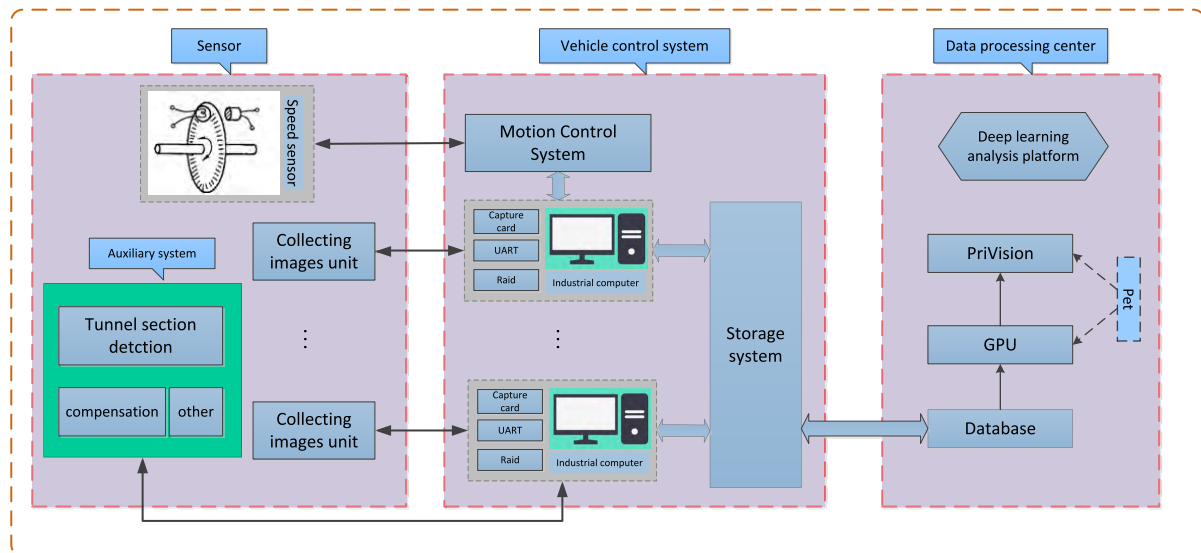 Sensor
Speed sensor
Auxiliary system
Tunnel section
detction
compensation
other
Collecting
images unit
⋮
Collecting
images unit
Vehicle control system
Motion Control
System
Capture
card
UART
Raid
Industrial computer
⋮
Capture
card
UART
Raid
Industrial computer
Storage
system
Data processing center
Deep learning
analysis platform
PriVision
Pet
GPU
Database